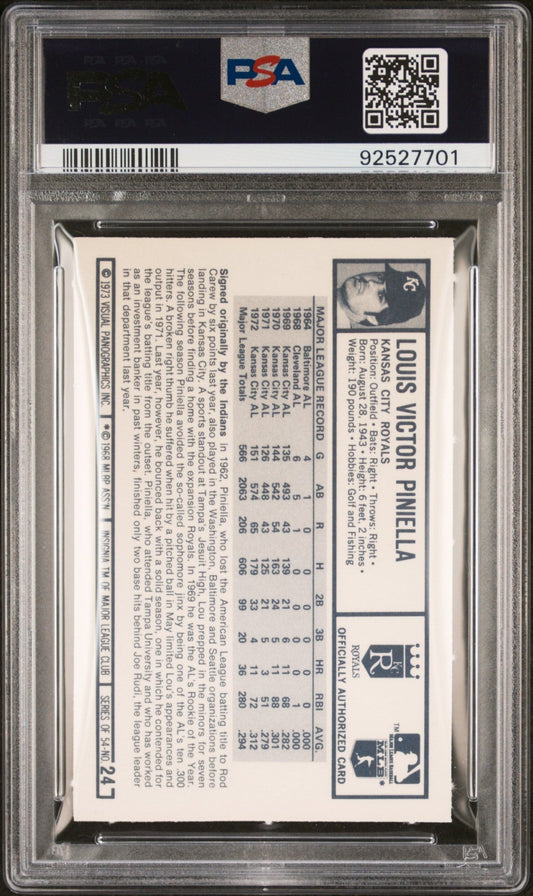 PSA
PSA
92527701
LOUIS VICTOR PINIELLA
KANSAS CITY ROYALS
Position: Outfield • Bats: Right • Throws: Right •
Born: August 28, 1943 • Height: 6 feet, 2 inches •
Weight: 190 pounds • Hobbies: Golf and Fishing
KC
ROYALS
OFFICIALLY AUTHORIZED CARD
TM
MLB
MAJOR LEAGUE RECORD G AB R H 2B 3B HR RBI AVG.
1964 Baltimore AL 4 1 0 0 0 0 0 0 .000
1968 Cleveland AL 6 5 1 0 0 0 0 1 .000
1969 Kansas City AL 135 493 43 139 21 6 11 68 .282
1970 Kansas City AL 144 542 54 163 24 5 11 88 .301
1971 Kansas City AL 126 448 43 125 21 5 3 51 .279
1972 Kansas City AL 151 574 65 179 33 4 11 72 .312
Major League Totals 566 2063 206 606 99 20 36 280 .294
Signed originally by the Indians in 1962, Piniella, who lost the American League batting title to Rod
Carew by six points last year, also played in the Washington, Baltimore and Seattle organizations before
landing in Kansas City. A sports standout at Tampa's Jesuit High, Lou prepped in the minors for seven
seasons before finding a home with the expansion Royals. In 1969 he was the AL's Rookie of the Year.
The following season Piniella avoided the so-called sophomore jinx by being one of the AL's ten .300
hitters. A broken right thumb he suffered when hit by a pitched ball in May limited Lou's appearances and
output in 1971. Last year, however, he bounced back with a solid season, one in which he contended for
the league's batting title from the outset. Piniella, who attended Tampa University and who has worked
as an investment banker in past winters, finished only two base hits behind Joe Rudi, the league leader
in that department last year.
© 1973 VISUAL PANOGRAPHICS INC. * © 1968 MLBP ASSN. INSIGNIA TM OF MAJOR LEAGUE CLUB SERIES OF 54-NO. 24